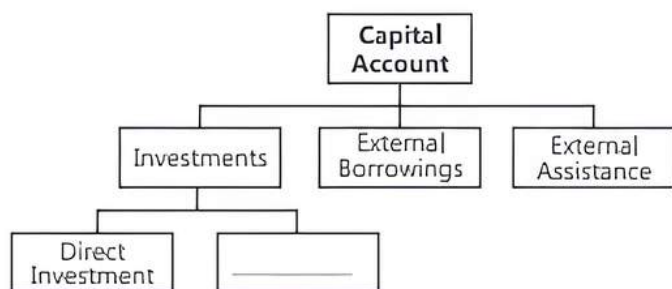 Capital
Account
Investments
External
Borrowings
External
Assistance
Direct
Investment